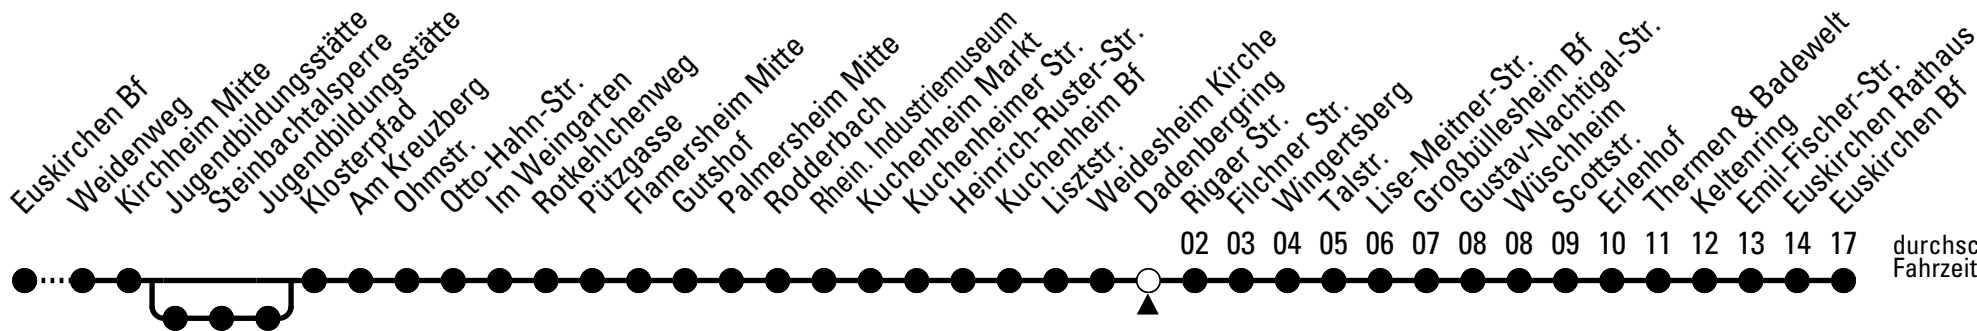 Euskirchen Bf
Weidenweg
Kirchheim Mitte
Jugendbildungsstätte
Steinbachtalsperre
Jugendbildungsstätte
Klosterpfad
Am Kreuzberg
Ohmstr.
Otto-Hahn-Str.
Im Weingarten
Rotkehlchenweg
Pützgasse
Flamersheim Mitte
Gutshof
Palmersheim Mitte
Rodderbach
Rhein. Industriemuseum
Kuchenheim Markt
Kuchenheimer Str.
Heinrich-Ruster-Str.
Kuchenheim Bf
Lisztstr.
Weidesheim Kirche
Dadenbergring
Rigaer Str.
Filchner Str.
Wingertsberg
Talstr.
Lise-Meitner-Str.
Großbüllesheim Bf
Gustav-Nachtigal-Str.
Wüschheim
Scottstr.
Erlenhof
Thermen & Badewelt
Keltenring
Emil-Fischer-Str.
Euskirchen Rathaus
Euskirchen Bf
02 03 04 05 06 07 08 08 09 10 11 12 13 14 17
durchsc
Fahrzeit